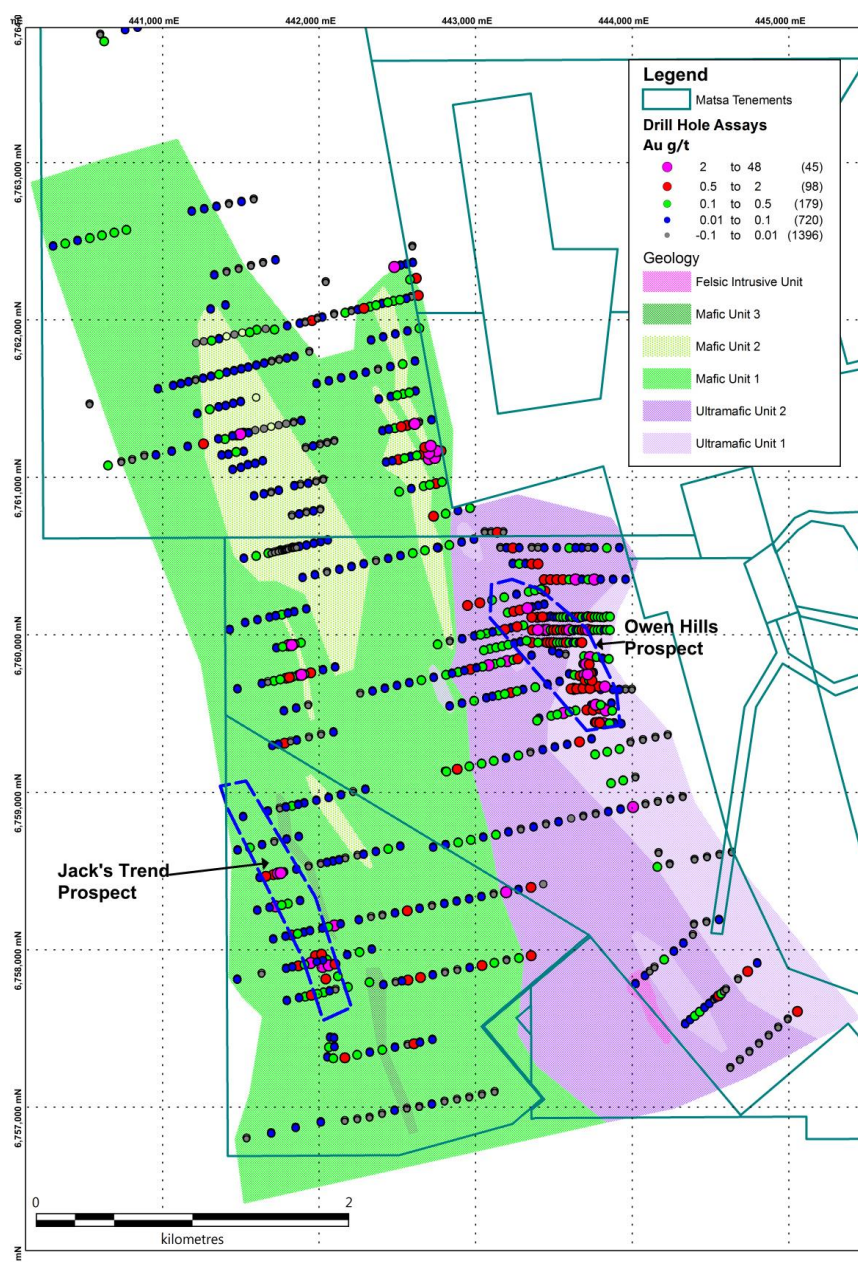 441,000 mE 442,000 mE 443,000 mE 444,000 mE 445,000 mE
6,763,000 mN
6,762,000 mN
6,761,000 mN
6,760,000 mN
6,759,000 mN
6,758,000 mN
6,757,000 mN
mN
Legend
Matsa Tenements
Drill Hole Assays
Au g/t
2 to 48 (45)
0.5 to 2 (98)
0.1 to 0.5 (179)
0.01 to 0.1 (720)
-0.1 to 0.01 (1396)
Geology
Felsic Intrusive Unit
Mafic Unit 3
Mafic Unit 2
Mafic Unit 1
Ultramafic Unit 2
Ultramafic Unit 1
Owen Hills
Prospect
Jack's Trend
Prospect
0 2
kilometres